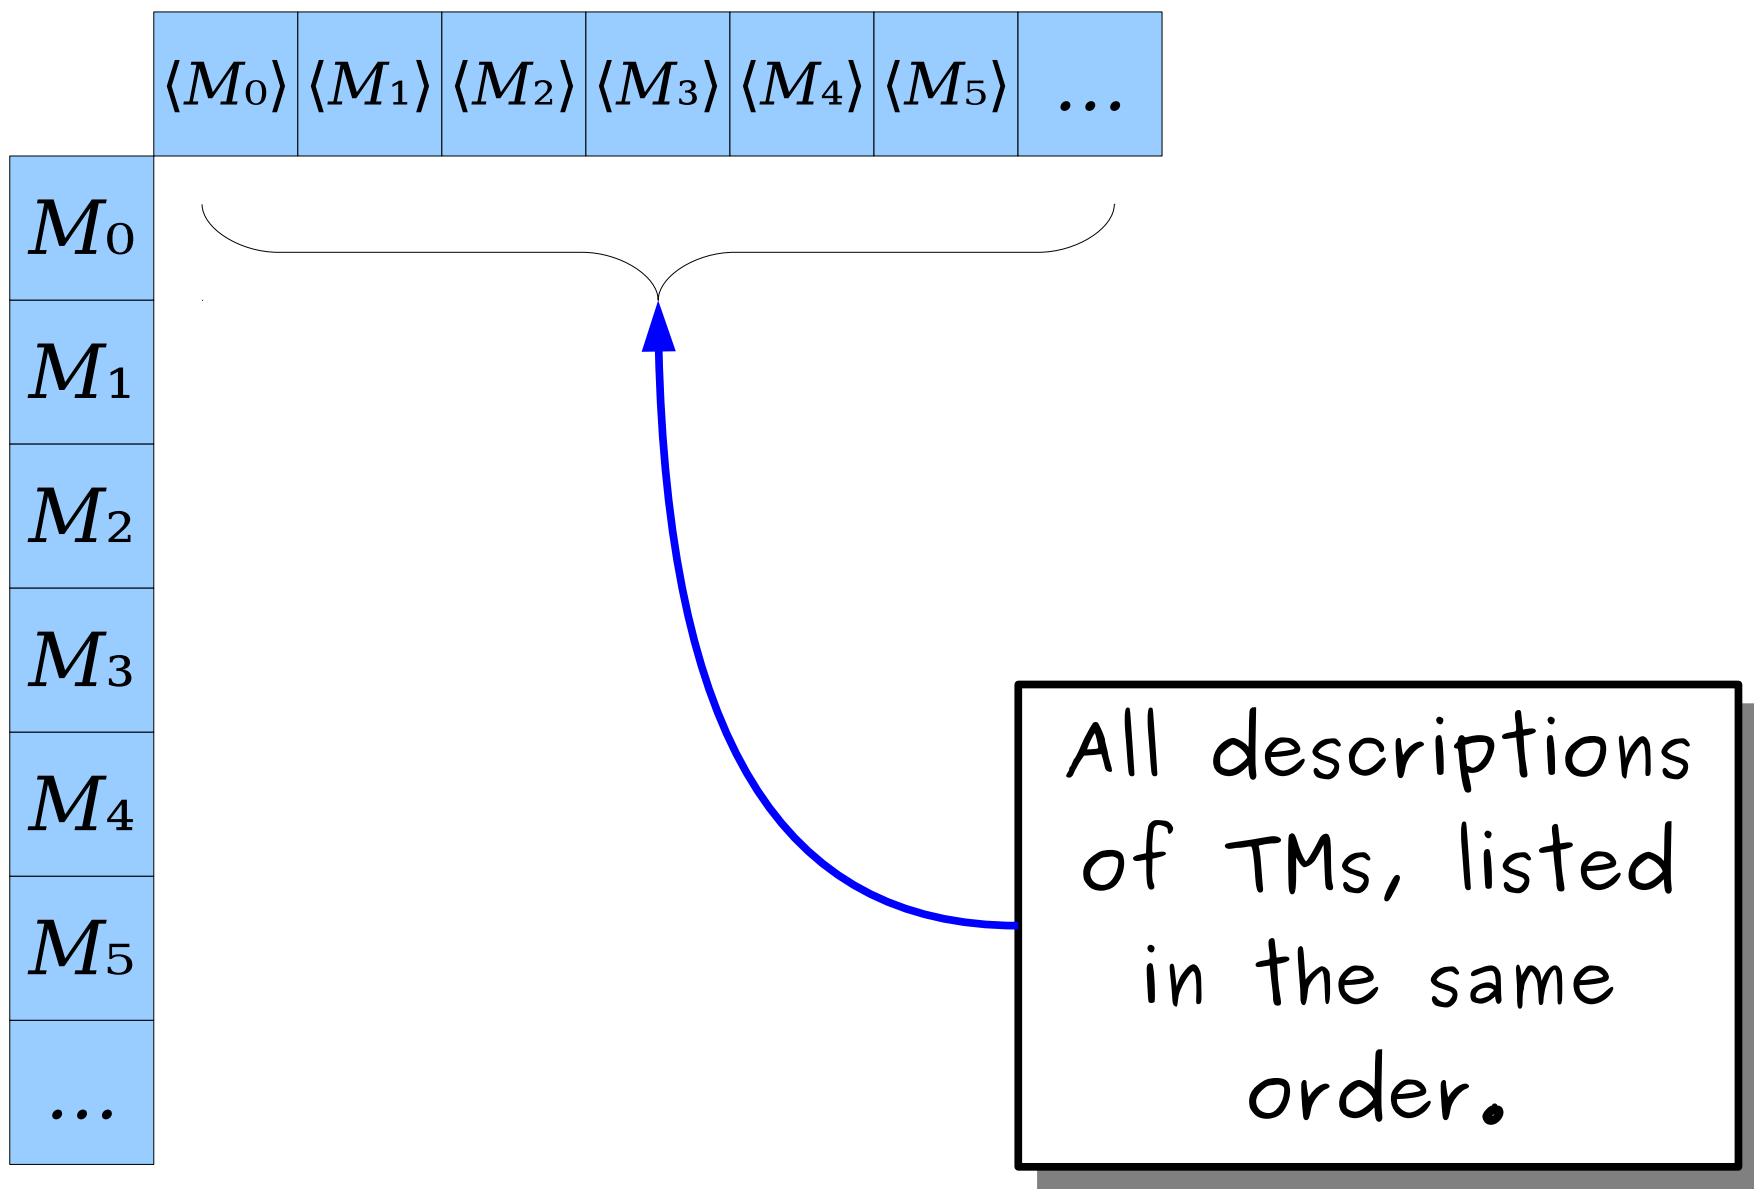 ⟨M₀⟩ ⟨M₁⟩ ⟨M₂⟩ ⟨M₃⟩ ⟨M₄⟩ ⟨M₅⟩ …
M₀
M₁
M₂
M₃
M₄
M₅
…
All descriptions
of TMs, listed
in the same
order.